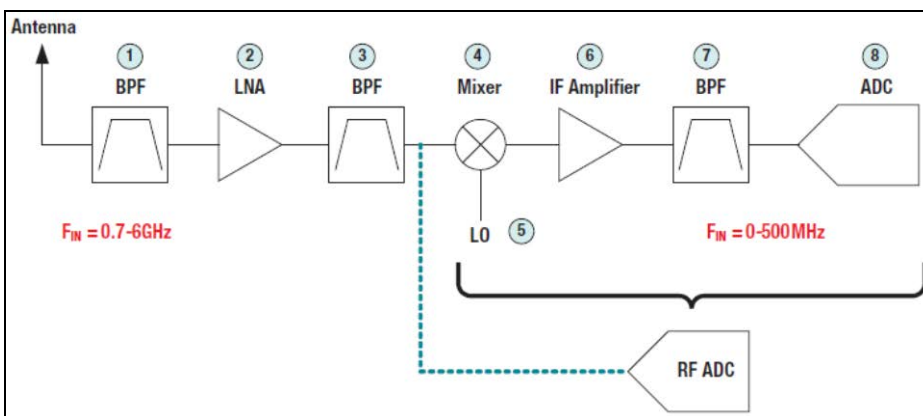 Antenna
1
2
3
4
6
7
8
BPF
LNA
BPF
Mixer
IF Amplifier
BPF
ADC
FIN = 0.7-6GHz
LO
5
FIN = 0-500MHz
RF ADC